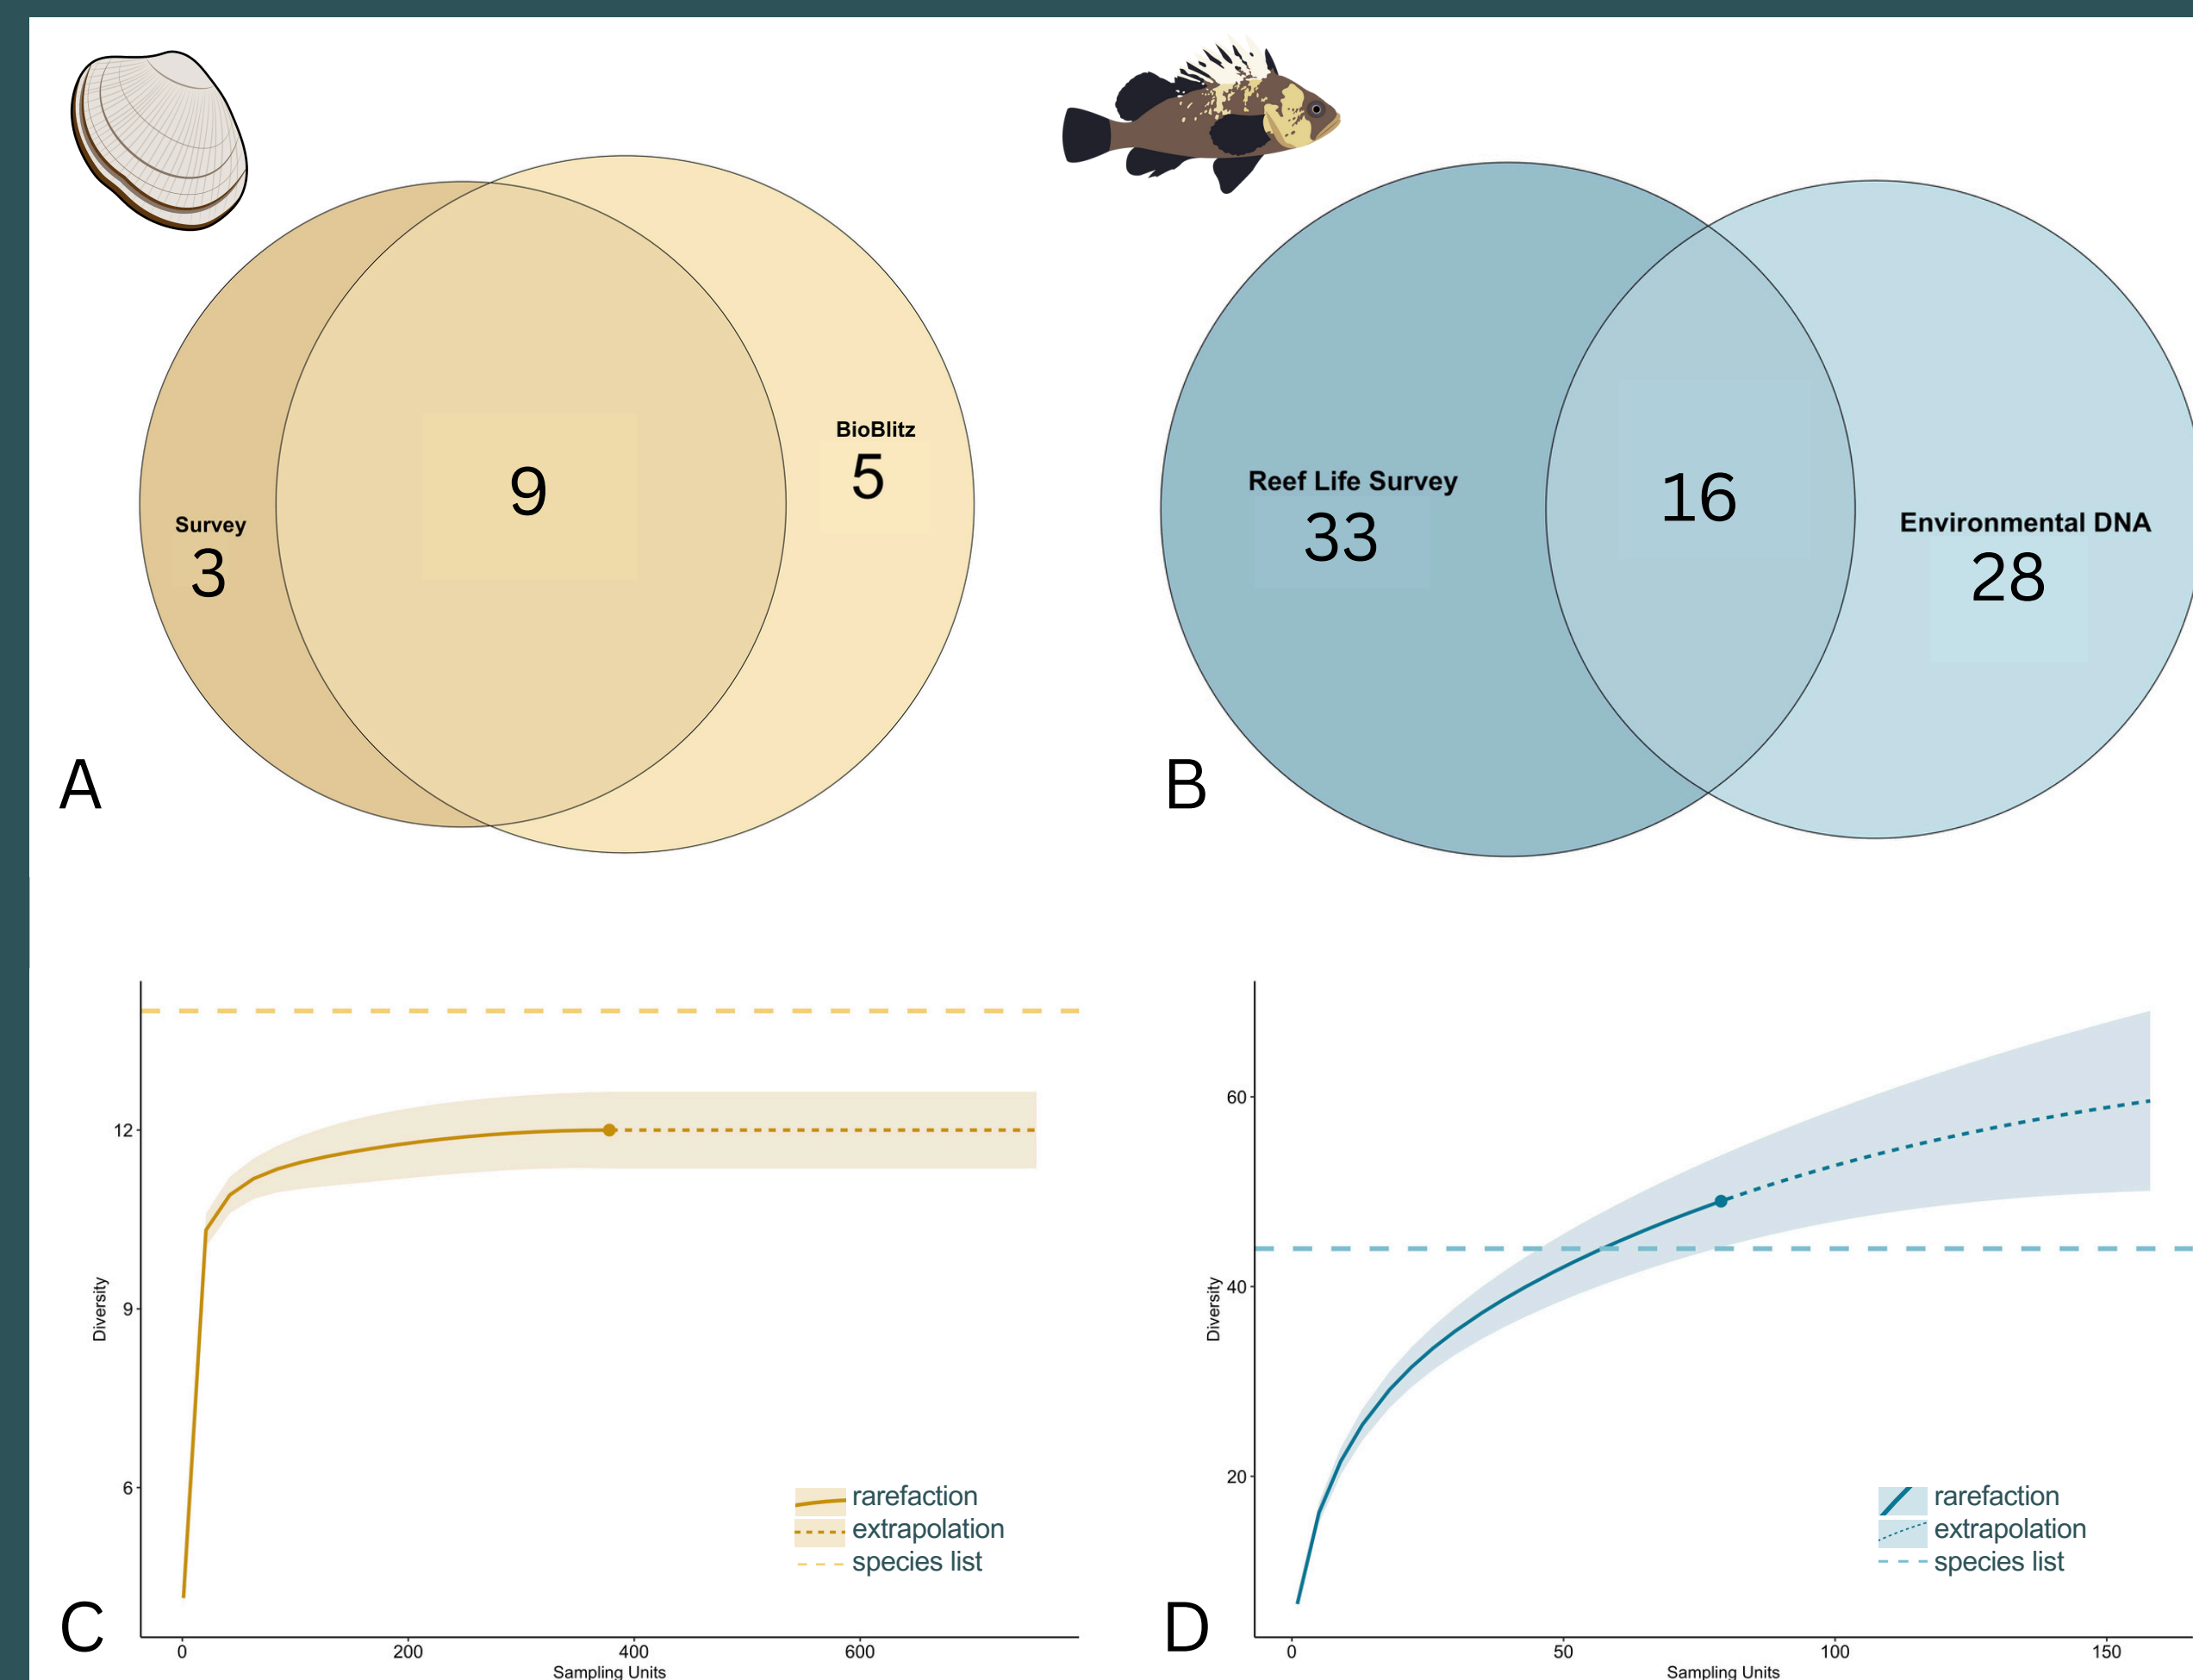 BioBlitz
5
9
Survey
3
A
Reef Life Survey
33
16
Environmental DNA
28
B
12
9
6
Diversity
rarefaction
extrapolation
species list
0
200
400
600
Sampling Units
C
60
40
20
Diversity
rarefaction
extrapolation
species list
0
50
100
150
Sampling Units
D